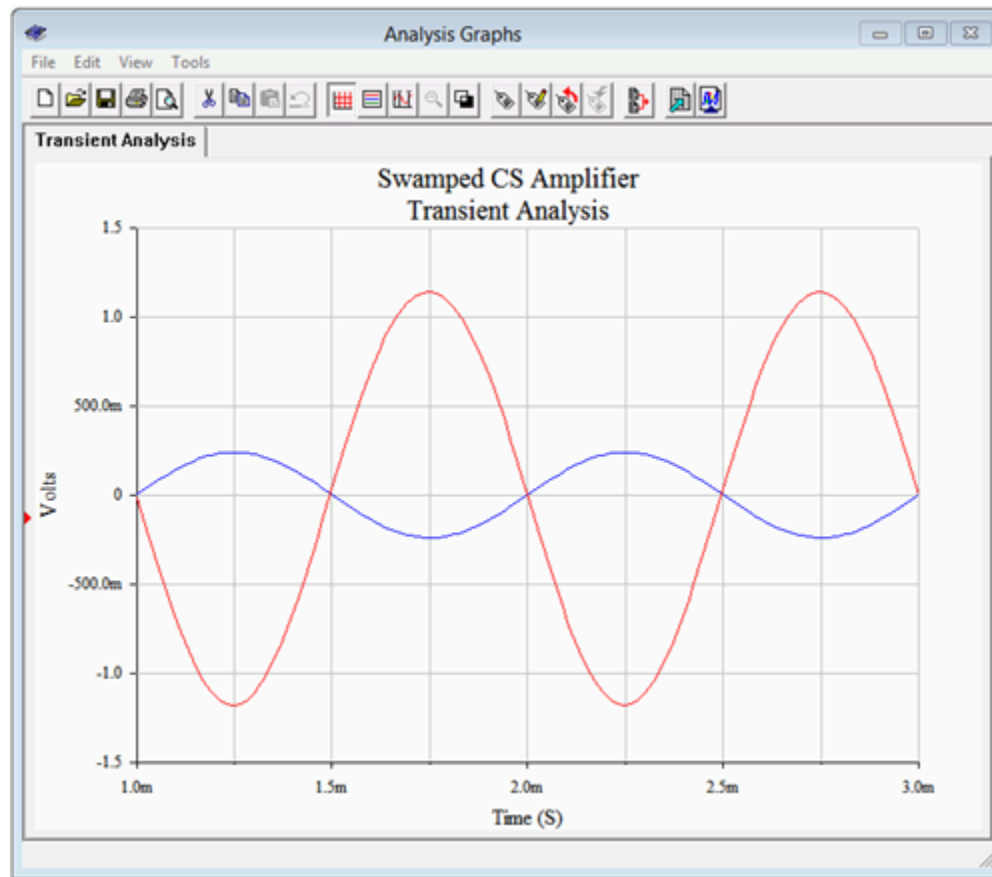 Analysis Graphs
File Edit View Tools
Transient Analysis
Swamped CS Amplifier
Transient Analysis
1.5
1.0
500.0m
0
-500.0m
-1.0
-1.5
Volts
1.0m 1.5m 2.0m 2.5m 3.0m
Time (S)